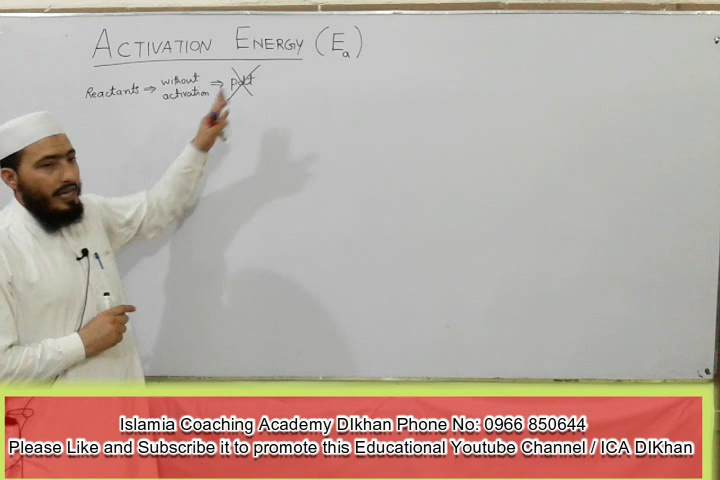 ACTIVATION ENERGY (Ea)
Reactants ⇒ without activation ⇒ pdt
Islamia Coaching Academy DIkhan Phone No: 0966 850644
Please Like and Subscribe it to promote this Educational Youtube Channel / ICA DIKhan